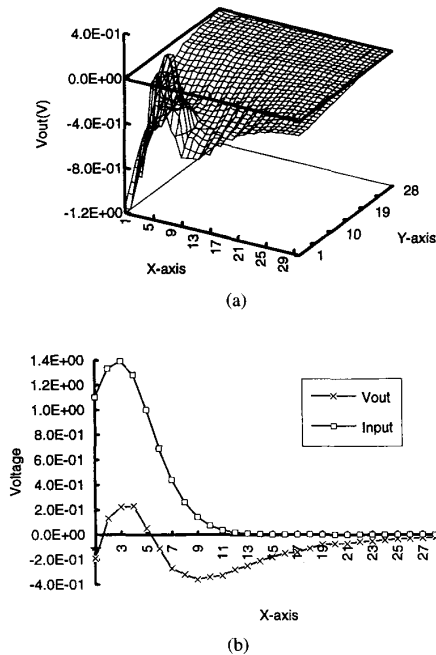 4.0E-01
0.0E+00
-4.0E-01
-8.0E-01
-1.2E+00
Vout(V)
1
5
9
13
17
21
25
29
X-axis
1
10
19
28
Y-axis
(a)
1.4E+00
1.2E+00
1.0E+00
8.0E-01
6.0E-01
4.0E-01
2.0E-01
0.0E+00
-2.0E-01
-4.0E-01
Voltage
Vout
Input
1
3
5
7
9
11
13
15
17
19
21
23
25
27
X-axis
(b)